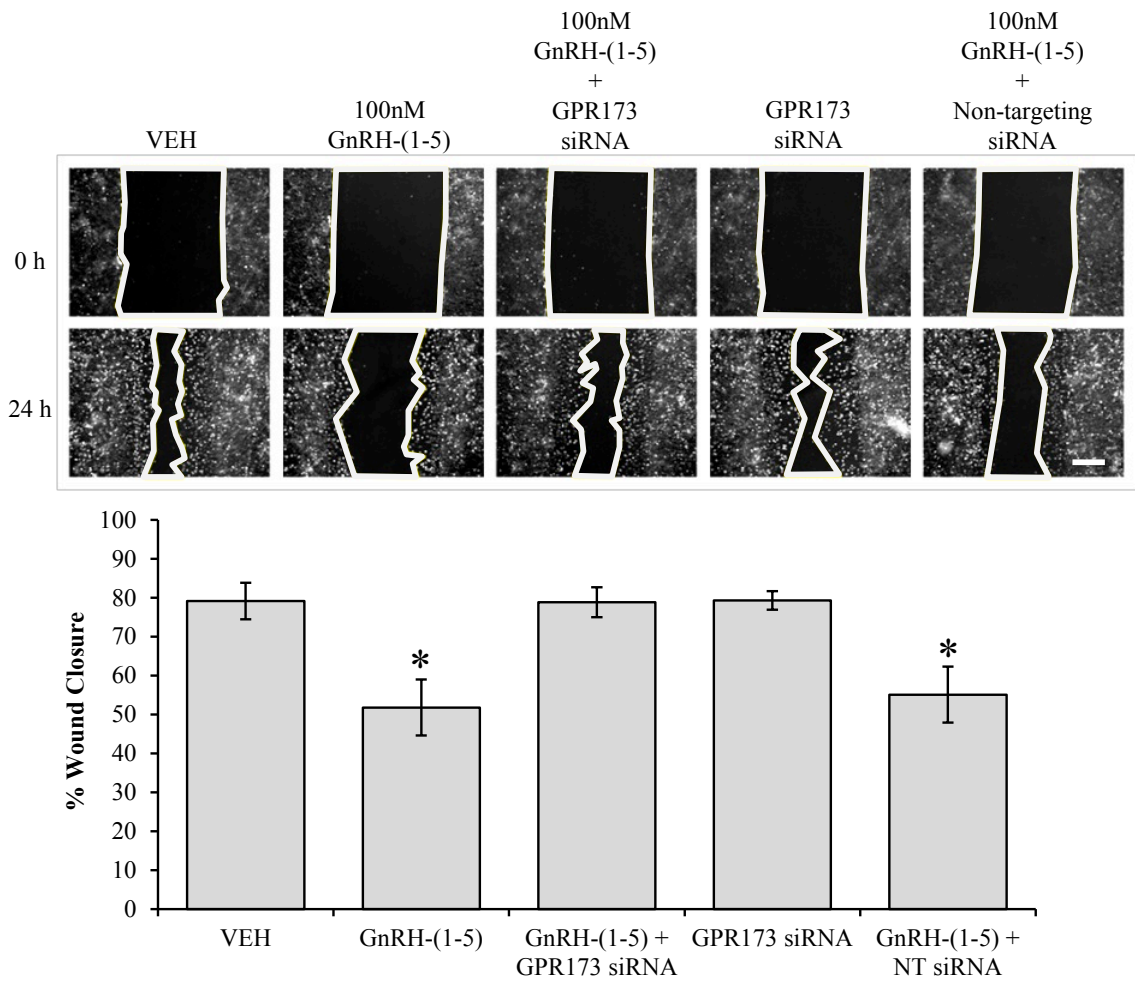 VEH
100nM
GnRH-(1-5)
100nM
GnRH-(1-5)
+
GPR173
siRNA
GPR173
siRNA
100nM
GnRH-(1-5)
+
Non-targeting
siRNA
0 h
24 h
% Wound Closure
100
90
80
70
60
50
40
30
20
10
0
*
*
VEH
GnRH-(1-5)
GnRH-(1-5) +
GPR173 siRNA
GPR173 siRNA
GnRH-(1-5) +
NT siRNA